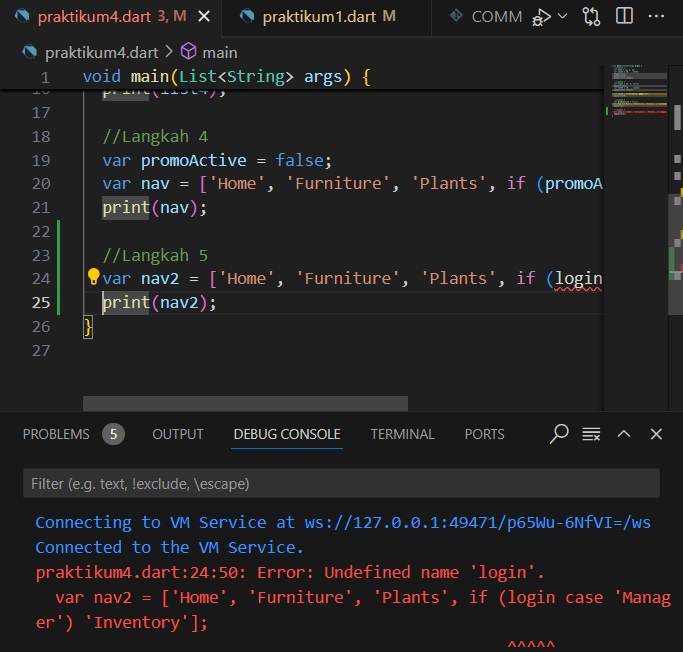 praktikum4.dart 3, M praktikum1.dart M COMM
praktikum4.dart > main
1 void main(List<String> args) {
16 print(list4);
17
18 //Langkah 4
19 var promoActive = false;
20 var nav = ['Home', 'Furniture', 'Plants', if (promoA
21 print(nav);
22
23 //Langkah 5
24 var nav2 = ['Home', 'Furniture', 'Plants', if (login
25 print(nav2);
26 }
27
PROBLEMS 5 OUTPUT DEBUG CONSOLE TERMINAL PORTS
Filter (e.g. text, !exclude, \escape)
Connecting to VM Service at ws://127.0.0.1:49471/p65Wu-6NfVI=/ws
Connected to the VM Service.
praktikum4.dart:24:50: Error: Undefined name 'login'.
var nav2 = ['Home', 'Furniture', 'Plants', if (login case 'Manag
er') 'Inventory'];
^^^^^